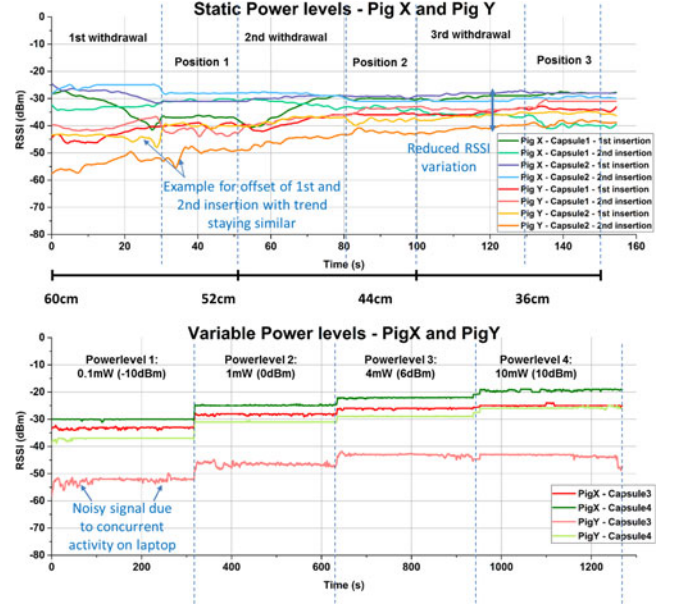 Static Power levels - Pig X and Pig Y
0
-10
-20
-30
-40
-50
-60
-70
-80
RSSI (dBm)
1st withdrawal
2nd withdrawal
3rd withdrawal
Position 1
Position 2
Position 3
Reduced RSSI
variation
Example for offset of 1st and
2nd insertion with trend
staying similar
Pig X - Capsule1 - 1st insertion
Pig X - Capsule1 - 2nd insertion
Pig X - Capsule2 - 1st insertion
Pig X - Capsule2 - 2nd insertion
Pig Y - Capsule1 - 1st insertion
Pig Y - Capsule1 - 2nd insertion
Pig Y - Capsule2 - 1st insertion
Pig Y - Capsule2 - 2nd insertion
0 20 40 60 80 100 120 140 160
Time (s)
60cm 52cm 44cm 36cm
Variable Power levels - PigX and PigY
0
-10
-20
-30
-40
-50
-60
-70
-80
RSSI (dBm)
Powerlevel 1:
0.1mW (-10dBm)
Powerlevel 2:
1mW (0dBm)
Powerlevel 3:
4mW (6dBm)
Powerlevel 4:
10mW (10dBm)
Noisy signal due
to concurrent
activity on laptop
PigX - Capsule3
PigX - Capsule4
PigY - Capsule3
PigY - Capsule4
0 200 400 600 800 1000 1200
Time (s)